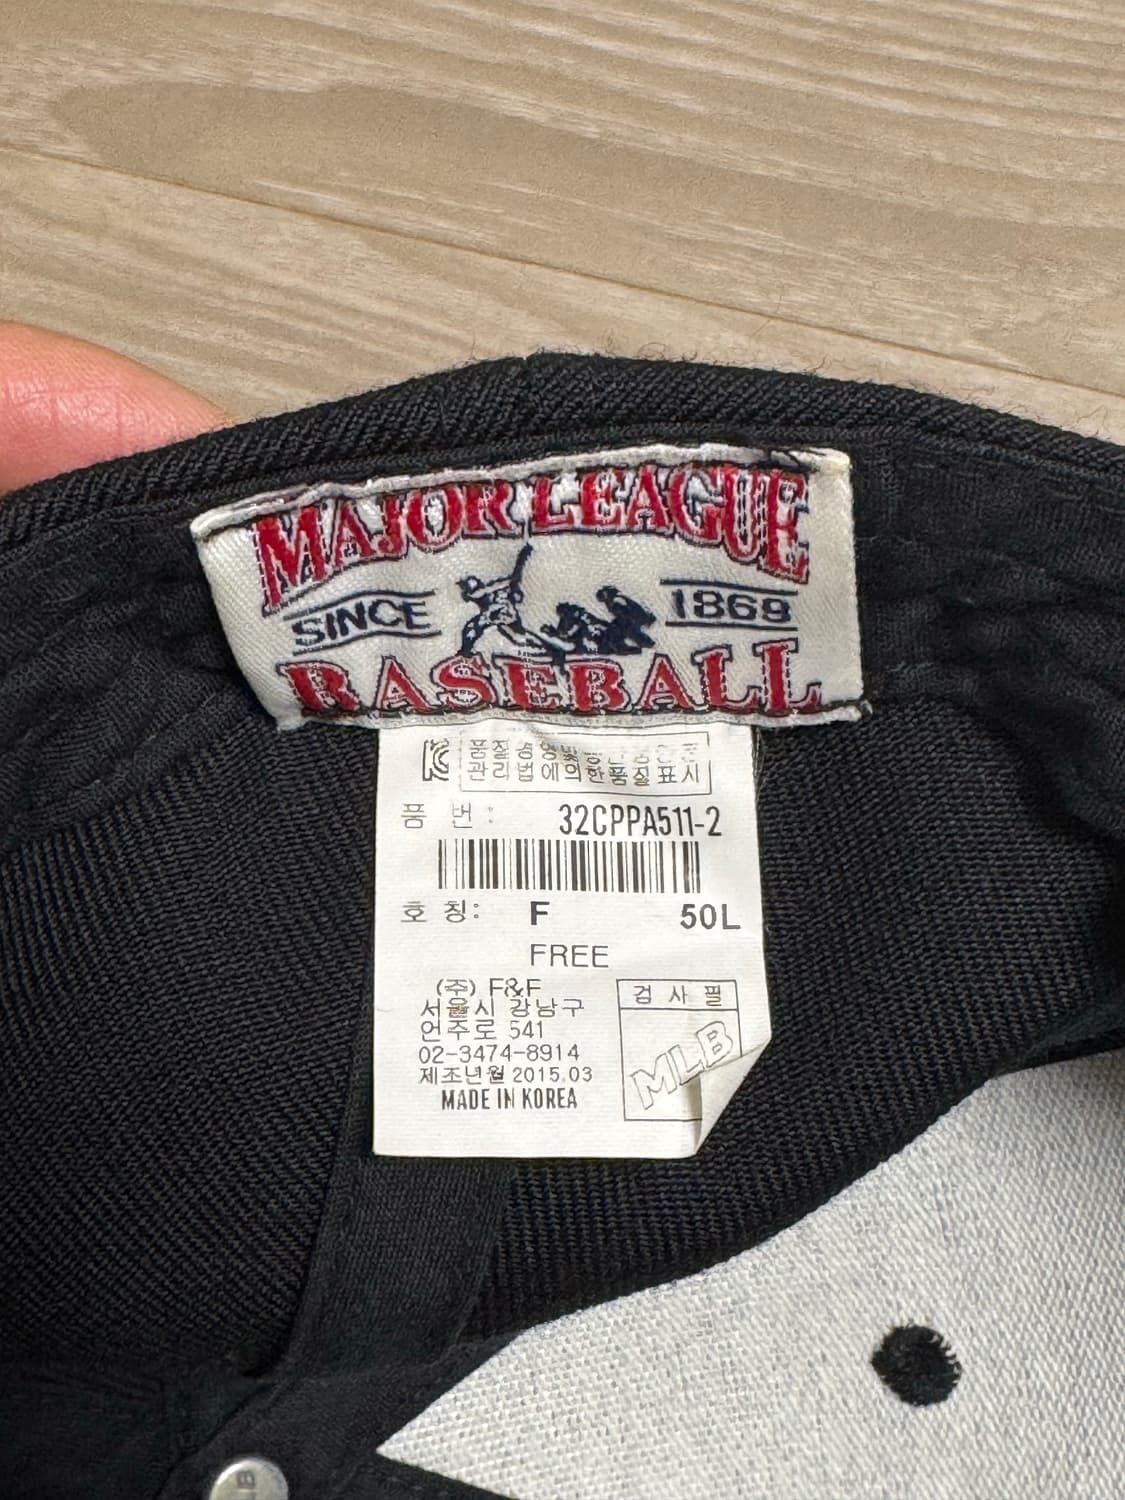 MAJOR LEAGUE
SINCE 1869
BASEBALL
관리법에의한품질표시
품 번 : 32CPPA511-2
호 칭: F 50L
FREE
(주) F&F
서울시 강남구
언주로 541
02-3474-8914
제조년월 2015.03
MADE IN KOREA
검 사 필
MLB